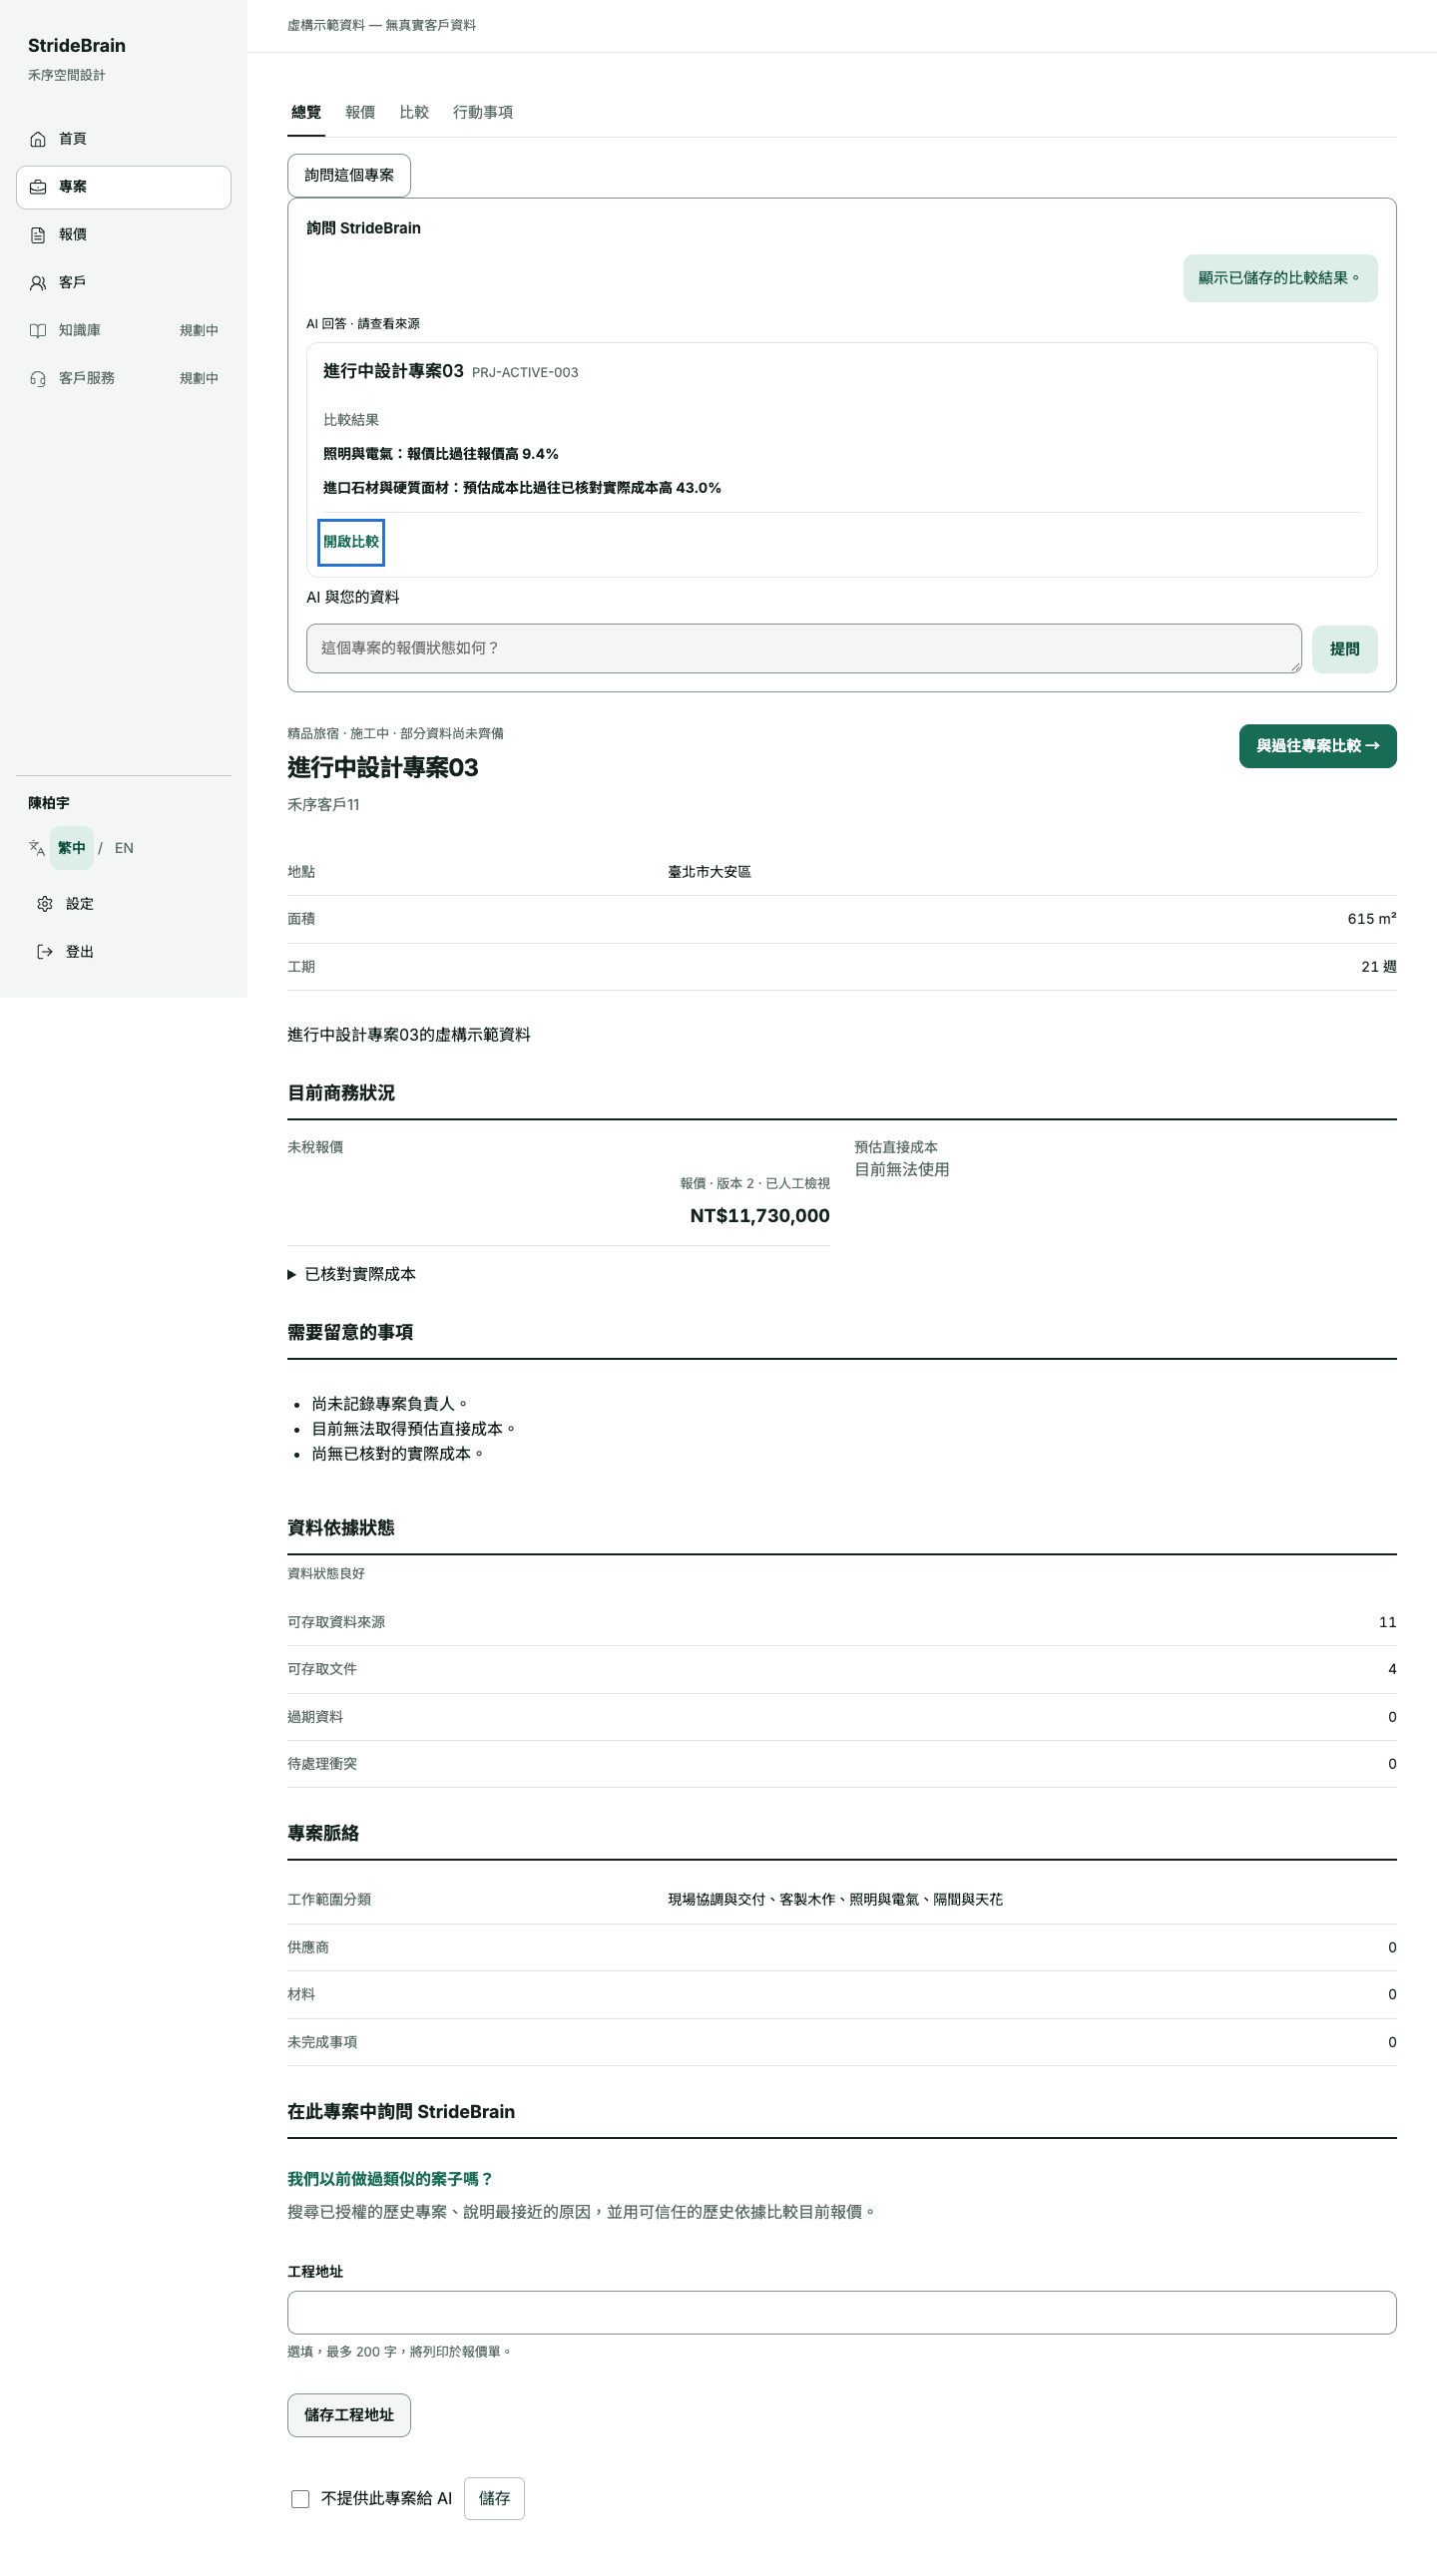 StrideBrain
禾序空間設計
首頁
專案
報價
客戶
知識庫 規劃中
客戶服務 規劃中
陳柏宇
繁中 / EN
設定
登出
虛構示範資料 — 無真實客戶資料
總覽 報價 比較 行動事項
詢問這個專案
詢問 StrideBrain
顯示已儲存的比較結果。
AI 回答 · 請查看來源
進行中設計專案03 PRJ-ACTIVE-003
比較結果
照明與電氣：報價比過往報價高 9.4%
進口石材與硬質面材：預估成本比過往已核對實際成本高 43.0%
開啟比較
AI 與您的資料
這個專案的報價狀態如何？
提問
精品旅宿 · 施工中 · 部分資料尚未齊備
進行中設計專案03
與過往專案比較 →
禾序客戶11
地點 臺北市大安區
面積 615 m²
工期 21 週
進行中設計專案03的虛構示範資料
目前商務狀況
未稅報價
報價 · 版本 2 · 已人工檢視
NT$11,730,000
預估直接成本
目前無法使用
▶ 已核對實際成本
需要留意的事項
• 尚未記錄專案負責人。
• 目前無法取得預估直接成本。
• 尚無已核對的實際成本。
資料依據狀態
資料狀態良好
可存取資料來源 11
可存取文件 4
過期資料 0
待處理衝突 0
專案脈絡
工作範圍分類 現場協調與交付、客製木作、照明與電氣、隔間與天花
供應商 0
材料 0
未完成事項 0
在此專案中詢問 StrideBrain
我們以前做過類似的案子嗎？
搜尋已授權的歷史專案、說明最接近的原因，並用可信任的歷史依據比較目前報價。
工程地址
選填，最多 200 字，將列印於報價單。
儲存工程地址
不提供此專案給 AI 儲存